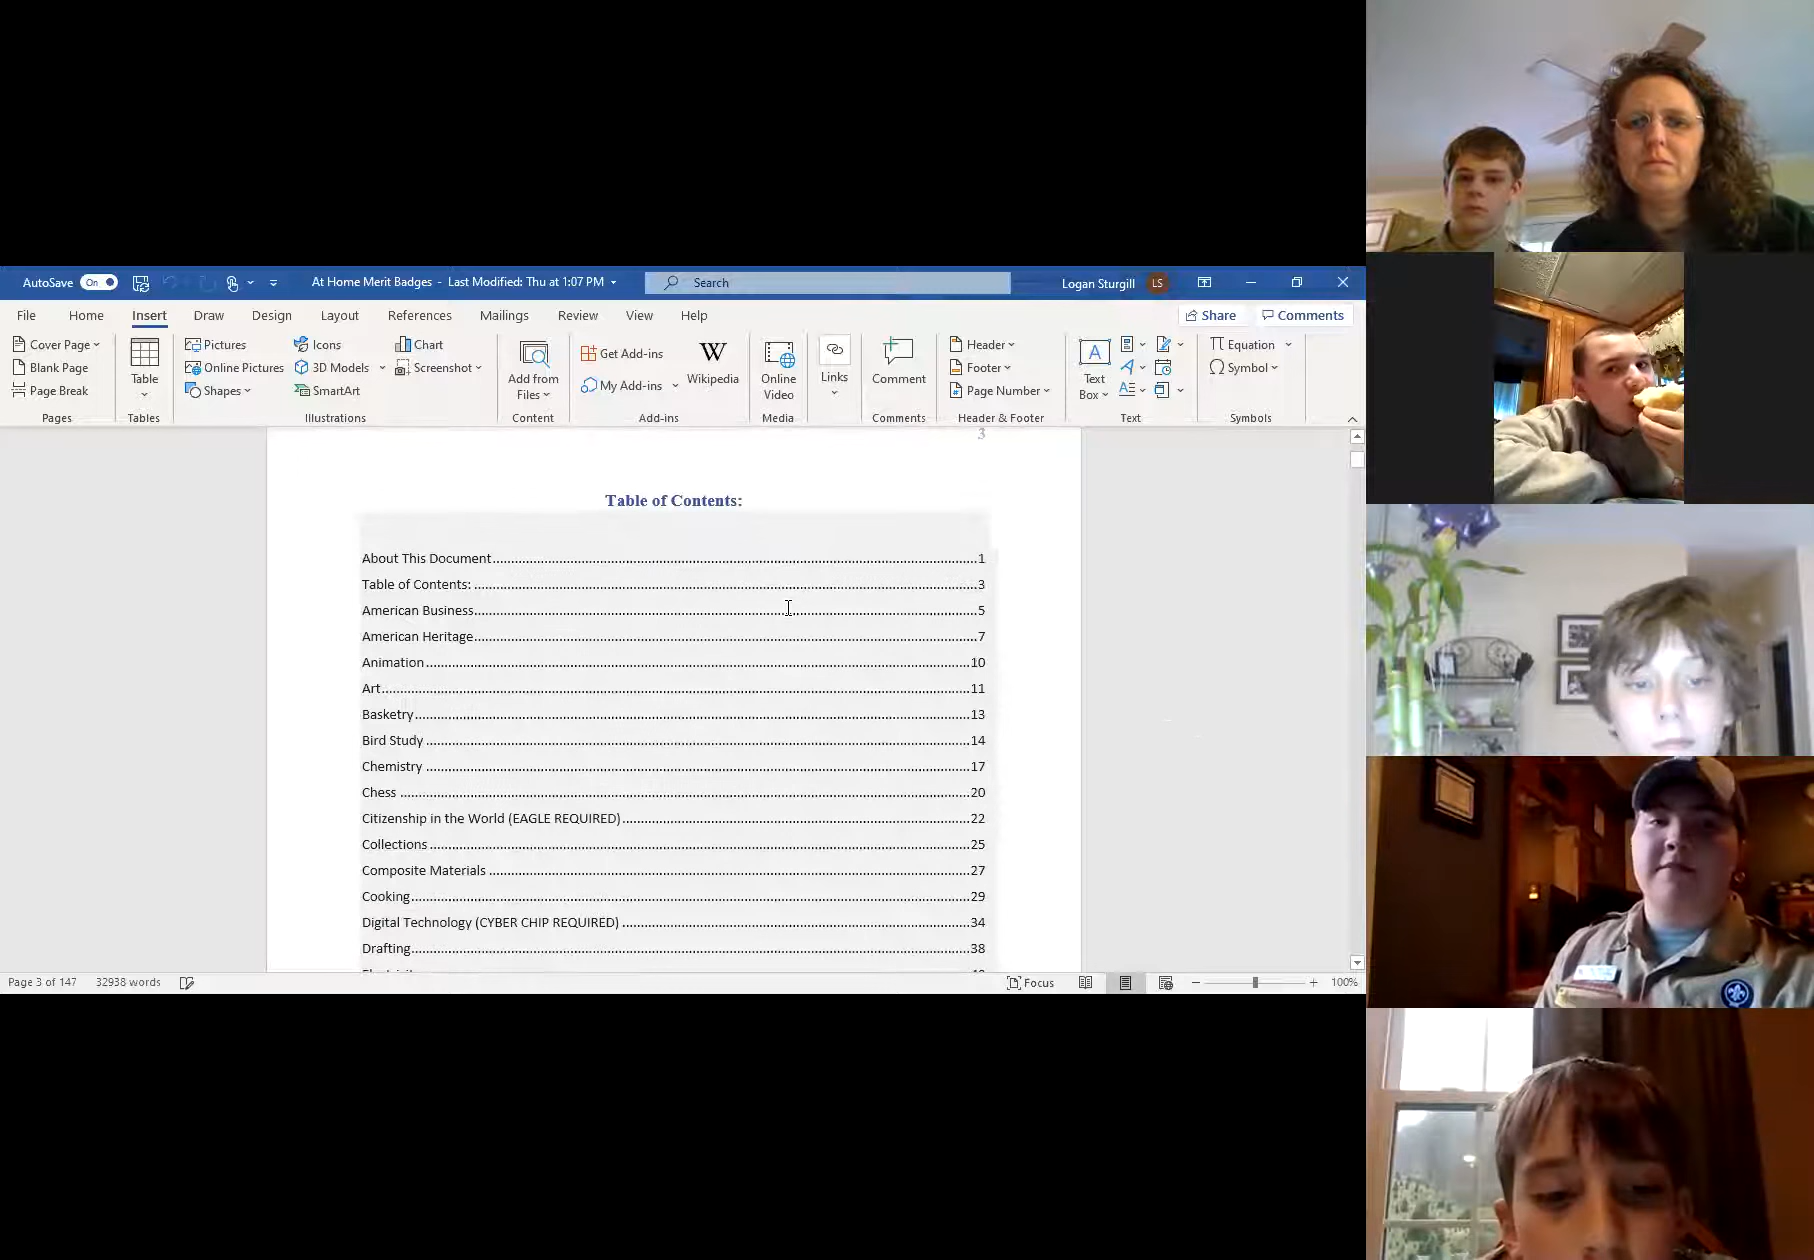 AutoSave On At Home Merit Badges - Last Modified: Thu at 1:07 PM Search Logan Sturgill LS
File Home Insert Draw Design Layout References Mailings Review View Help Share Comments
Cover Page
Blank Page
Page Break
Pages
Table
Tables
Pictures
Online Pictures
Shapes
Icons
3D Models
SmartArt
Chart
Screenshot
Illustrations
Add from
Files
Content
Get Add-ins
My Add-ins
W
Wikipedia
Add-ins
Online
Video
Media
Links
Comment
Comments
Header
Footer
Page Number
Header & Footer
A
Text
Box
Text
Equation
Symbol
Symbols
3
Table of Contents:
About This Document 1
Table of Contents: 3
American Business 5
American Heritage 7
Animation 10
Art 11
Basketry 13
Bird Study 14
Chemistry 17
Chess 20
Citizenship in the World (EAGLE REQUIRED) 22
Collections 25
Composite Materials 27
Cooking 29
Digital Technology (CYBER CHIP REQUIRED) 34
Drafting 38
Page 3 of 147 32938 words Focus 100%